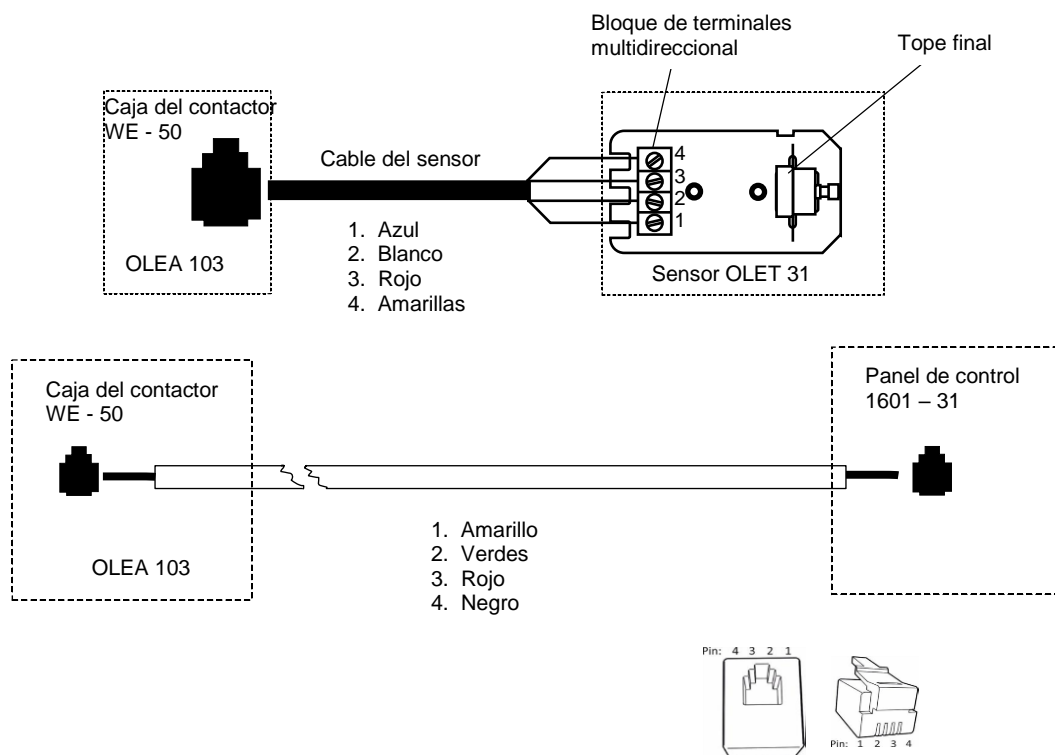 Bloque de terminales
multidireccional
Tope final
Caja del contactor
WE - 50
Cable del sensor
4
3
2
1
1. Azul
2. Blanco
3. Rojo
4. Amarillas
OLEA 103
Sensor OLET 31
Caja del contactor
WE - 50
Panel de control
1601 – 31
1. Amarillo
2. Verdes
3. Rojo
4. Negro
OLEA 103
Pin: 4 3 2 1
Pin: 1 2 3 4